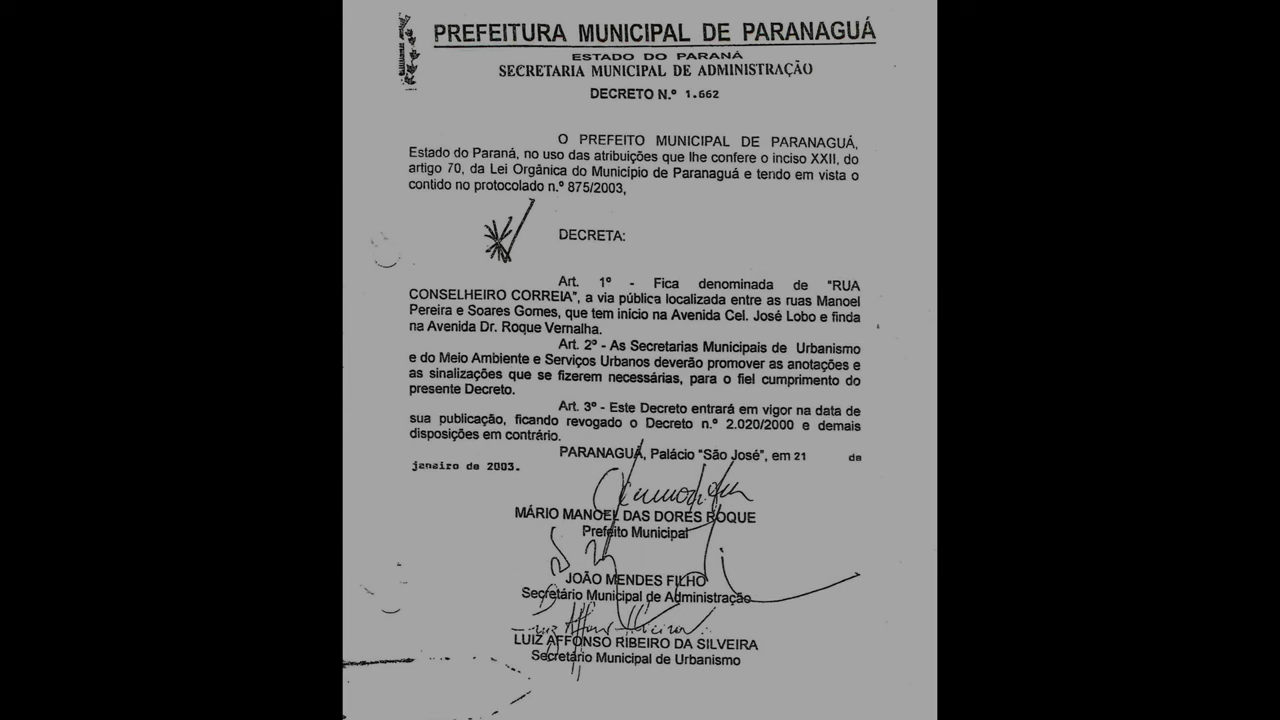 PREFEITURA MUNICIPAL DE PARANAGUÁ
ESTADO DO PARANÁ
SECRETARIA MUNICIPAL DE ADMINISTRAÇÃO
DECRETO N.º 1.662
O PREFEITO MUNICIPAL DE PARANAGUÁ,
Estado do Paraná, no uso das atribuições que lhe confere o inciso XXII, do
artigo 70, da Lei Orgânica do Município de Paranaguá e tendo em vista o
contido no protocolado n.º 875/2003,
DECRETA:
Art. 1º - Fica denominada de "RUA
CONSELHEIRO CORREIA", a via pública localizada entre as ruas Manoel
Pereira e Soares Gomes, que tem início na Avenida Cel. José Lobo e finda
na Avenida Dr. Roque Vernalha.
Art. 2º - As Secretarias Municipais de Urbanismo
e do Meio Ambiente e Serviços Urbanos deverão promover as anotações e
as sinalizações que se fizerem necessárias, para o fiel cumprimento do
presente Decreto.
Art. 3º - Este Decreto entrará em vigor na data de
sua publicação, ficando revogado o Decreto n.º 2.020/2000 e demais
disposições em contrário.
PARANAGUÁ, Palácio "São José", em 21 de
janeiro de 2003.
MÁRIO MANOEL DAS DORES ROQUE
Prefeito Municipal
JOÃO MENDES FILHO
Secretário Municipal de Administração
LUIZ AFFONSO RIBEIRO DA SILVEIRA
Secretário Municipal de Urbanismo